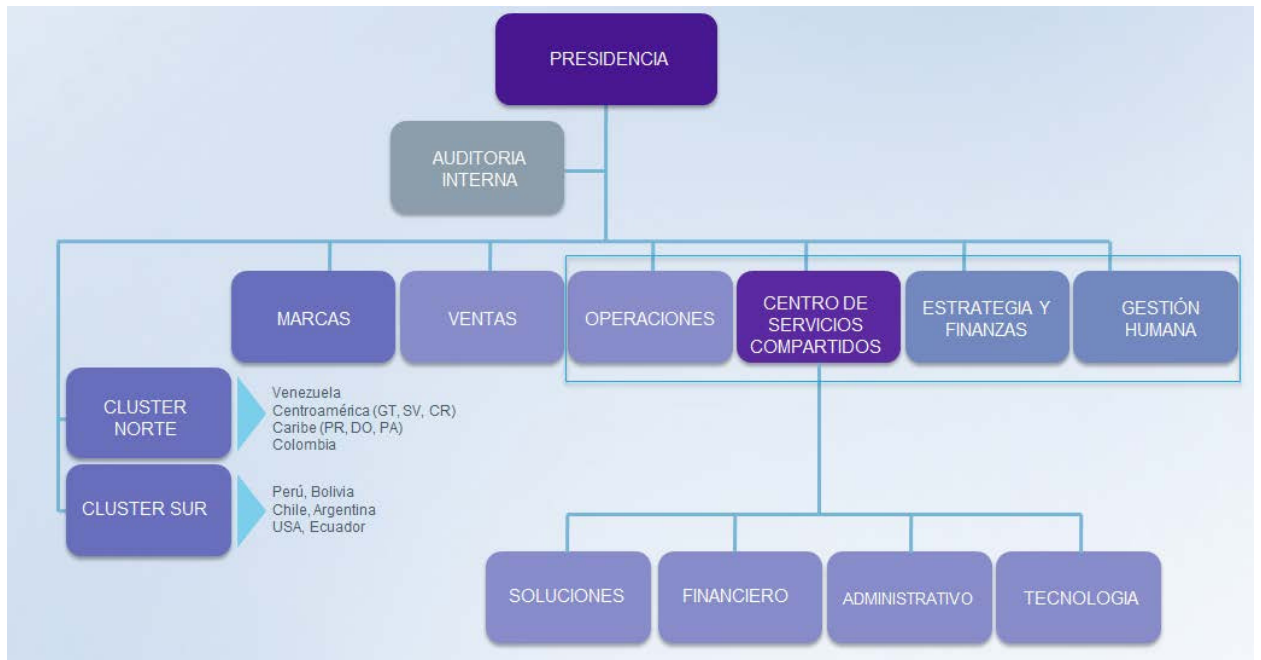 PRESIDENCIA
AUDITORIA
INTERNA
MARCAS
VENTAS
OPERACIONES
CENTRO DE
SERVICIOS
COMPARTIDOS
ESTRATEGIA Y
FINANZAS
GESTIÓN
HUMANA
CLUSTER
NORTE
Venezuela
Centroamérica (GT, SV, CR)
Caribe (PR, DO, PA)
Colombia
CLUSTER SUR
Perú, Bolivia
Chile, Argentina
USA, Ecuador
SOLUCIONES
FINANCIERO
ADMINISTRATIVO
TECNOLOGIA